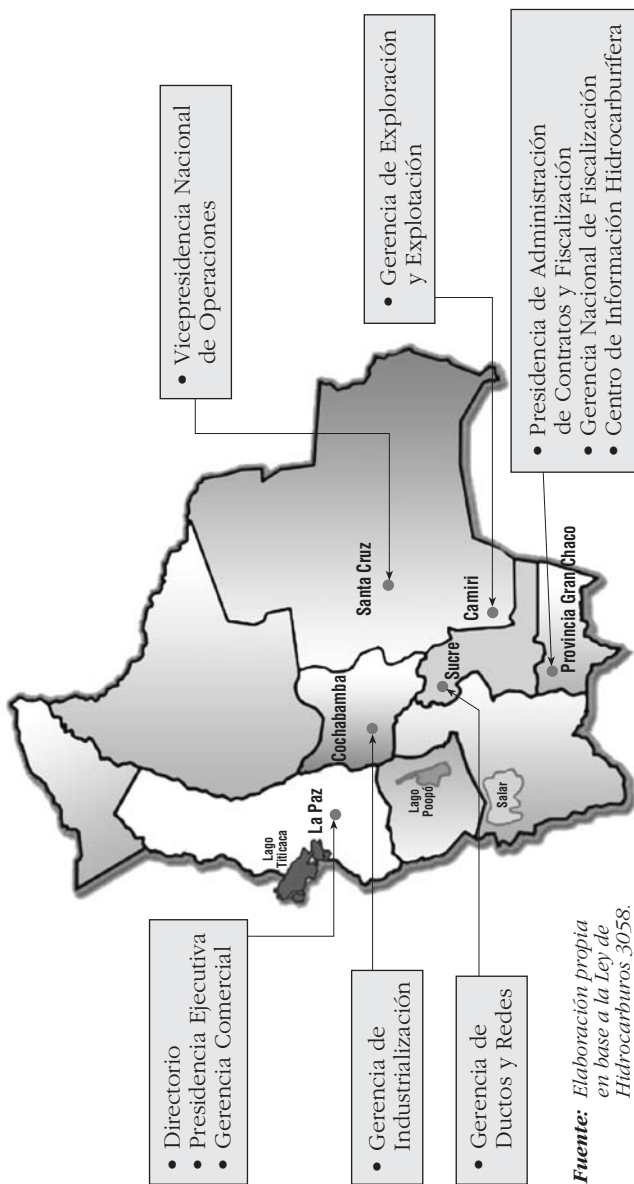 • Directorio
• Presidencia Ejecutiva
• Gerencia Comercial
• Gerencia de
Industrialización
• Gerencia de
Ductos y Redes
• Vicepresidencia Nacional
de Operaciones
• Gerencia de Exploración
y Explotación
• Presidencia de Administración
de Contratos y Fiscalización
• Gerencia Nacional de Fiscalización
• Centro de Información Hidrocarburífera
Lago
Titicaca
La Paz
Cochabamba
Santa Cruz
Lago
Poopó
Sucre
Camiri
Salar
Provincia Gran Chaco
Fuente: Elaboración propia
en base a la Ley de
Hidrocarburos 3058.